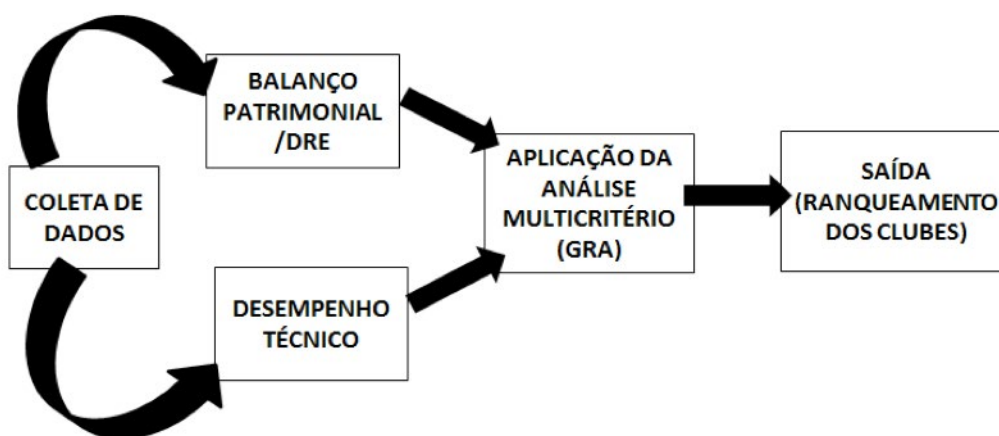 COLETA DE
DADOS
BALANÇO
PATRIMONIAL
/DRE
DESEMPENHO
TÉCNICO
APLICAÇÃO DA
ANÁLISE
MULTICRITÉRIO
(GRA)
SAÍDA
(RANQUEAMENTO
DOS CLUBES)